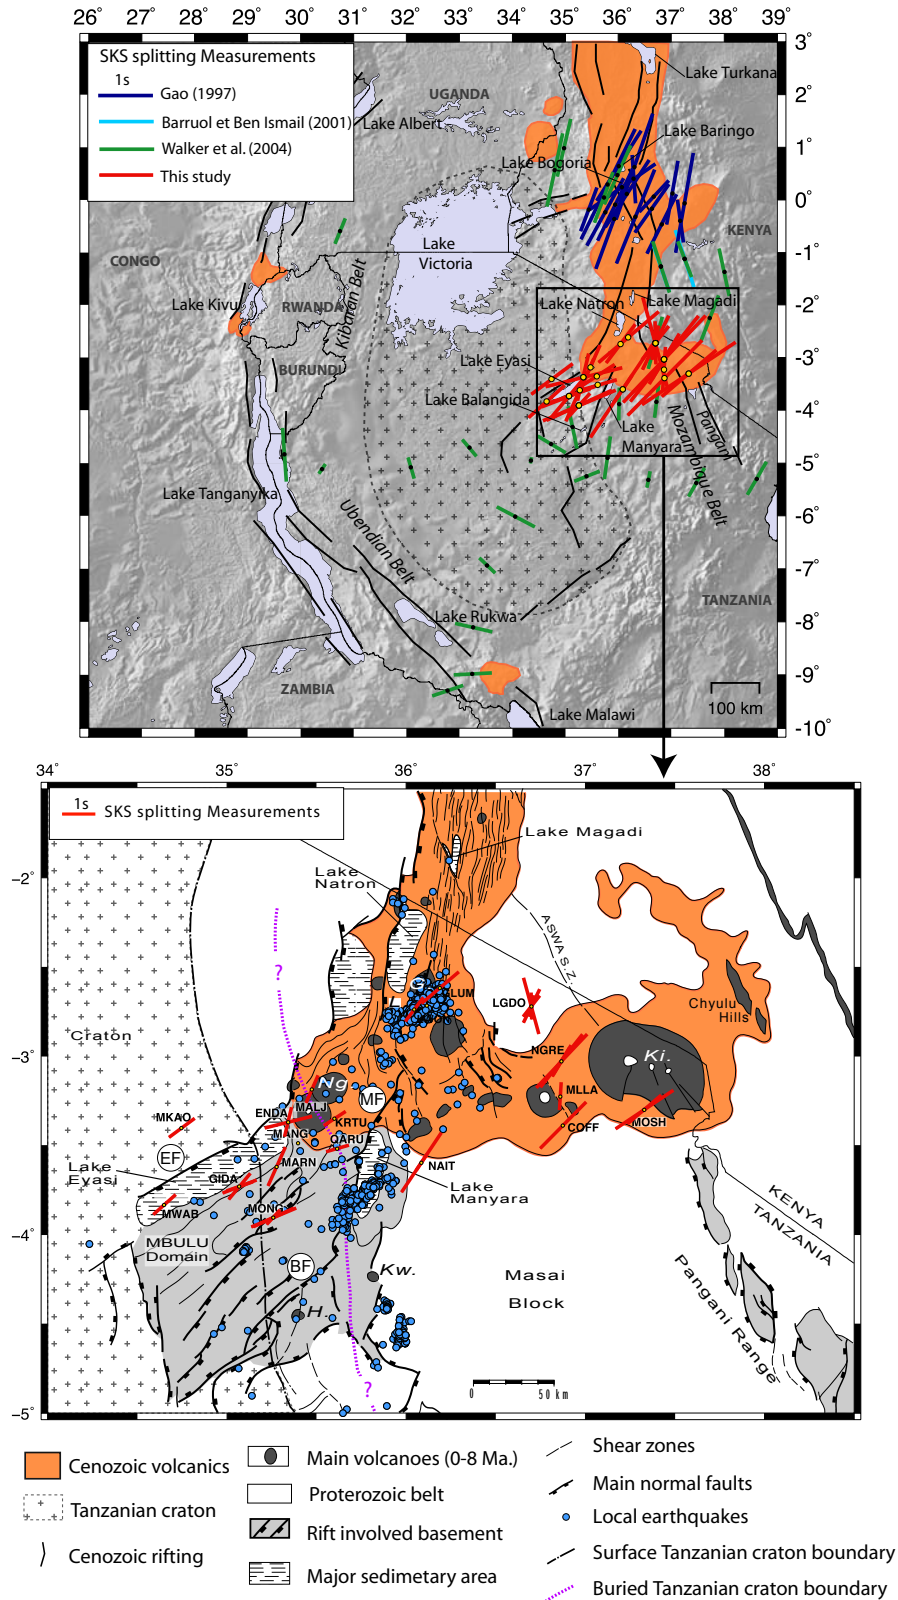 26° 27° 28° 29° 30° 31° 32° 33° 34° 35° 36° 37° 38° 39°
SKS splitting Measurements
1s
Gao (1997)
Barruol et Ben Ismail (2001)
Walker et al. (2004)
This study
3°
2°
1°
0°
-1°
-2°
-3°
-4°
-5°
-6°
-7°
-8°
-9°
-10°
UGANDA
Lake Albert
Lake Turkana
Lake Baringo
Lake Bogoria
KENYA
CONGO
Lake
Victoria
Lake Kivu
RWANDA
Kibaran Belt
BURUNDI
Lake Natron
Lake Magadi
Lake Eyasi
Lake Balangida
Lake
Manyara
Pangani
Mozambique Belt
Lake Tanganyika
Ubendian Belt
Lake Rukwa
TANZANIA
ZAMBIA
Lake Malawi
100 km
34° 35° 36° 37° 38°
1s
SKS splitting Measurements
−2°
−3°
−4°
−5°
Lake Magadi
Lake
Natron
ASWA S.Z.
?
G.
LUM
LGDO
Chyulu
Hills
Craton
L
NGRE
Ki.
Ng
MF
MLLA
MALJ
ENDA
MKAO
KRTU
MANG
QARU
COFF
MOSH
EF
MARN
NAIT
Lake
Eyasi
GIDA
Lake
Manyara
MWAB
MONG
MBULU
Domain
BF
Kw.
Masai
Block
H.
KENYA
TANZANIA
Pangani Range
?
0 50 km
Cenozoic volcanics
Tanzanian craton
Cenozoic rifting
Main volcanoes (0-8 Ma.)
Proterozoic belt
Rift involved basement
Major sedimetary area
Shear zones
Main normal faults
Local earthquakes
Surface Tanzanian craton boundary
Buried Tanzanian craton boundary